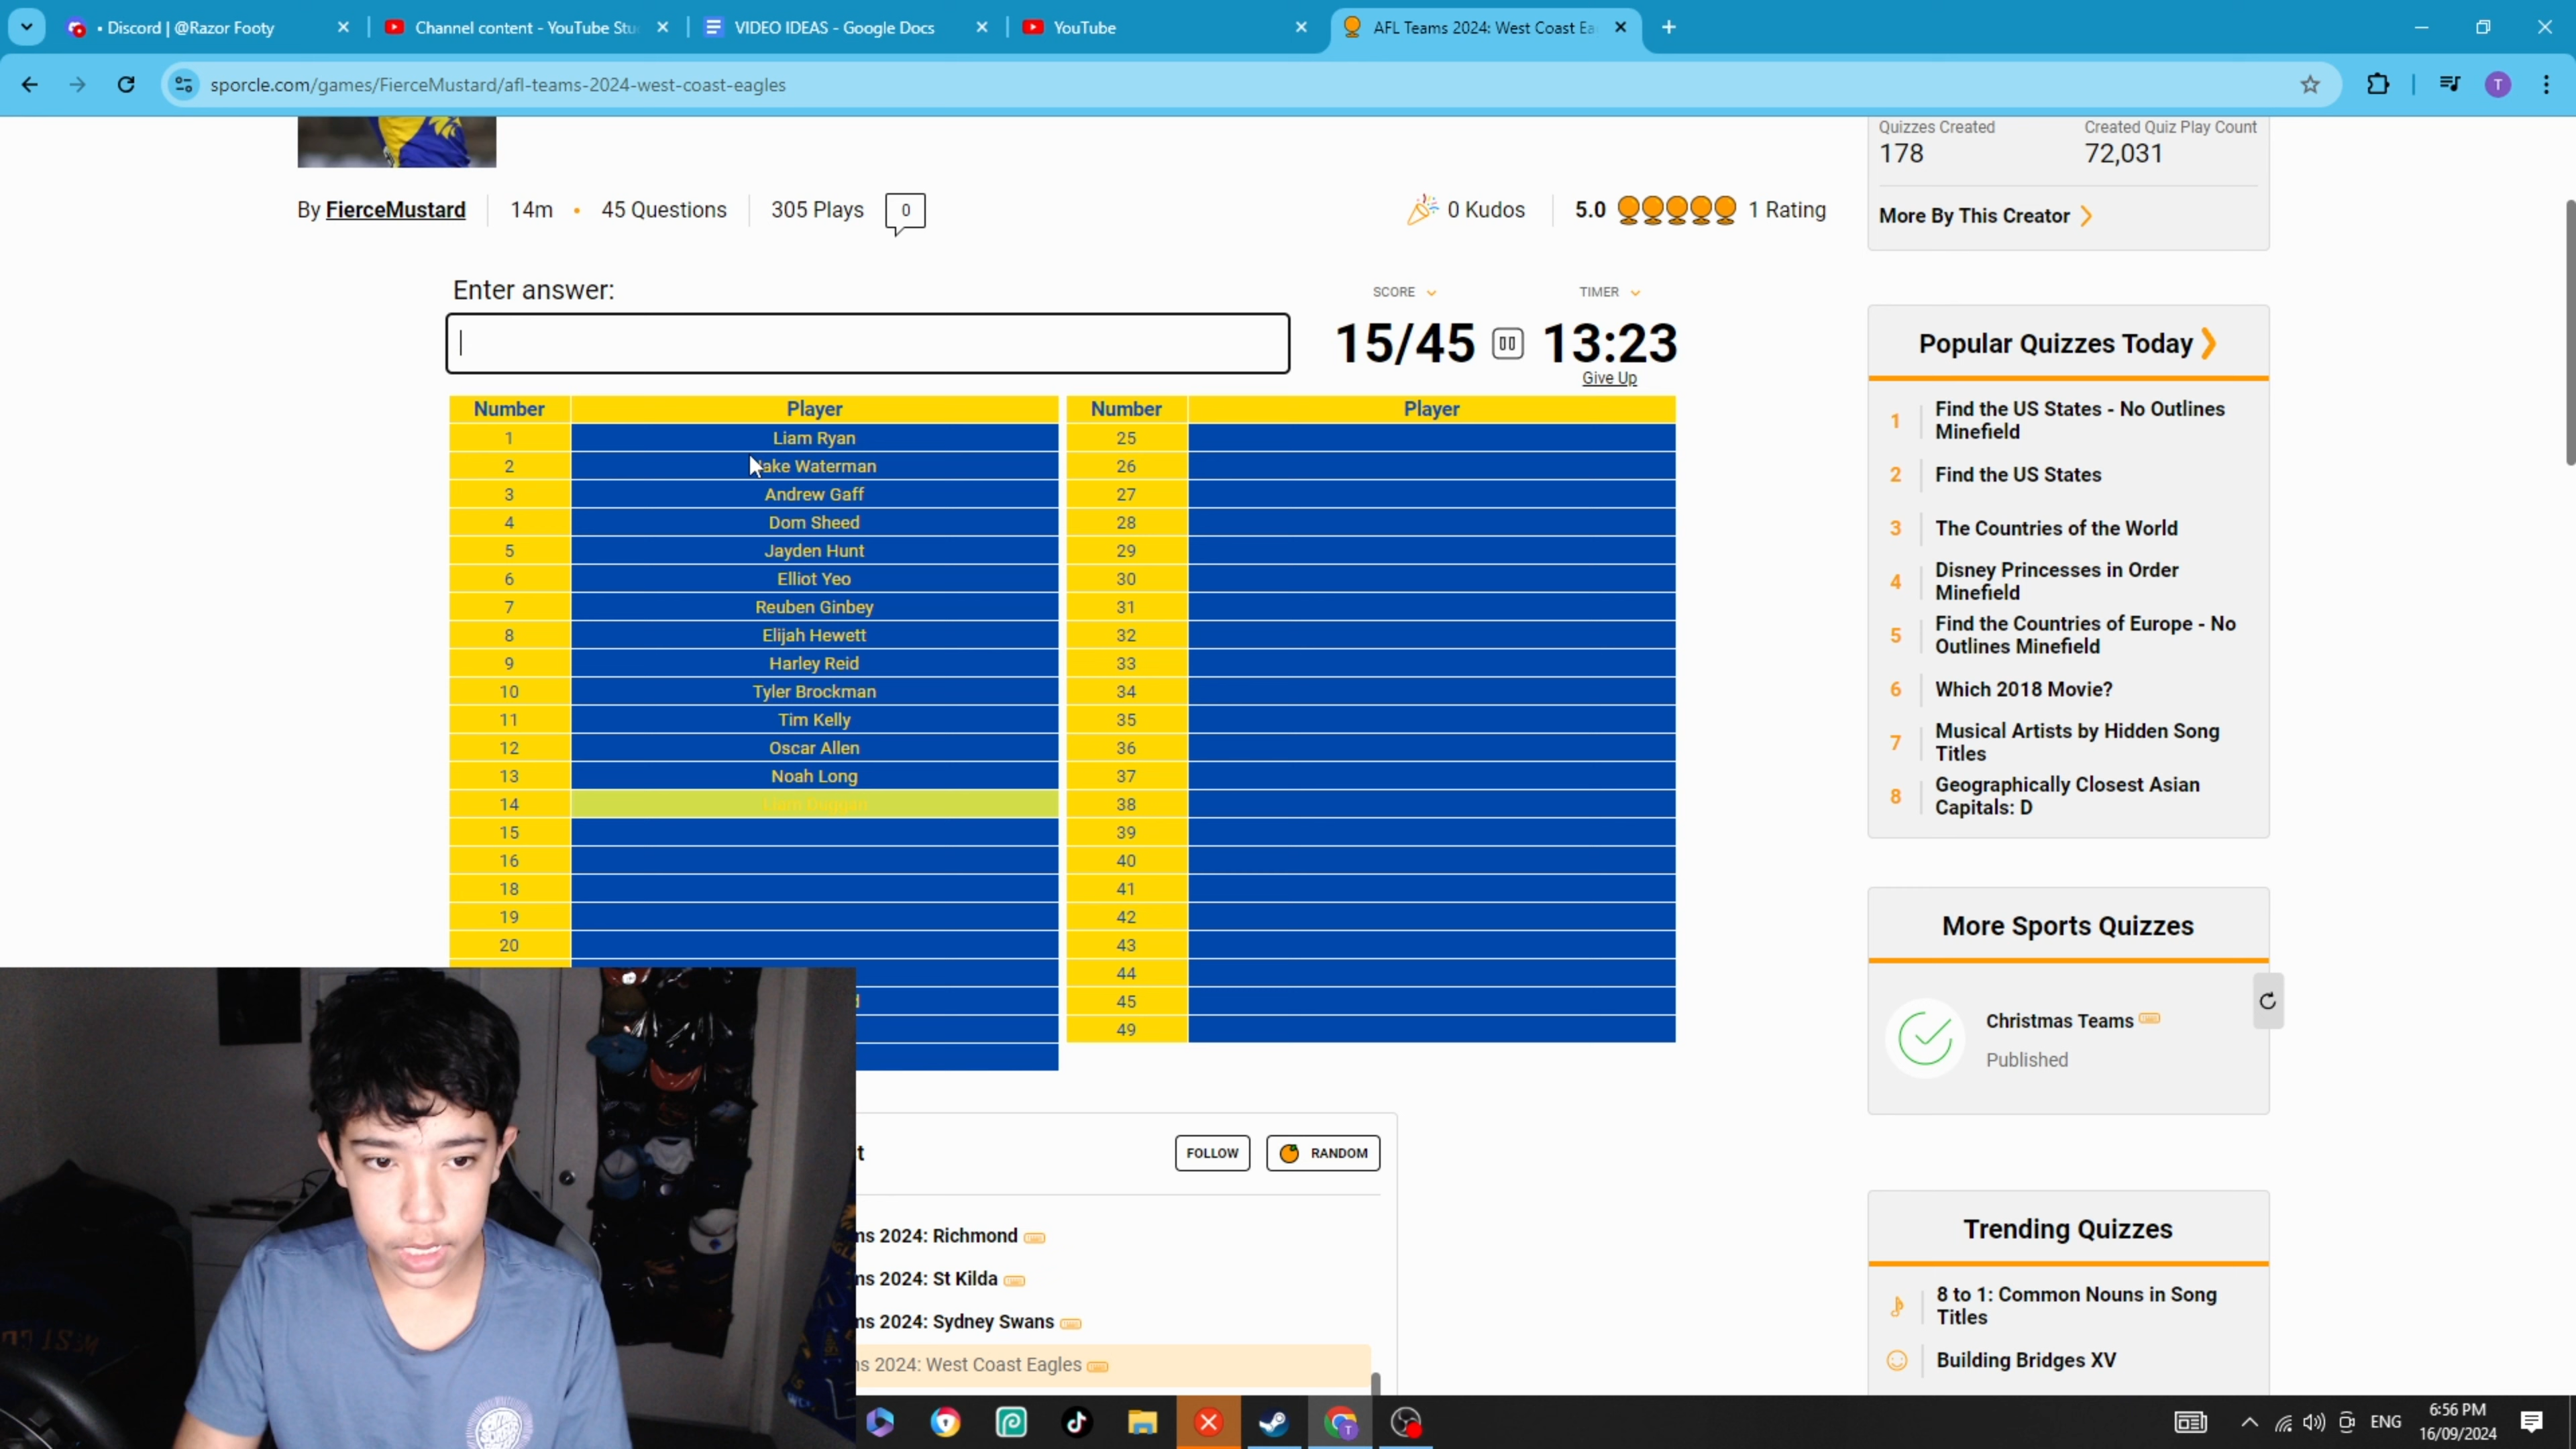 • Discord | @Razor Footy
Channel content - YouTube Stu
VIDEO IDEAS - Google Docs
YouTube
AFL Teams 2024: West Coast Ea
sporcle.com/games/FierceMustard/afl-teams-2024-west-coast-eagles
T
By FierceMustard
14m • 45 Questions
305 Plays
0
0 Kudos
5.0
1 Rating
Quizzes Created
178
Created Quiz Play Count
72,031
More By This Creator
Enter answer:
SCORE
15/45
TIMER
13:23
Give Up
Number Player
1 Liam Ryan
2 Jake Waterman
3 Andrew Gaff
4 Dom Sheed
5 Jayden Hunt
6 Elliot Yeo
7 Reuben Ginbey
8 Elijah Hewett
9 Harley Reid
10 Tyler Brockman
11 Tim Kelly
12 Oscar Allen
13 Noah Long
14 Liam Duggan
15
16
18
19
20
d
Number Player
25
26
27
28
29
30
31
32
33
34
35
36
37
38
39
40
41
42
43
44
45
49
t
FOLLOW
RANDOM
ms 2024: Richmond
ms 2024: St Kilda
ms 2024: Sydney Swans
ns 2024: West Coast Eagles
Popular Quizzes Today
1 Find the US States - No Outlines
Minefield
2 Find the US States
3 The Countries of the World
4 Disney Princesses in Order
Minefield
5 Find the Countries of Europe - No
Outlines Minefield
6 Which 2018 Movie?
7 Musical Artists by Hidden Song
Titles
8 Geographically Closest Asian
Capitals: D
More Sports Quizzes
Christmas Teams
Published
Trending Quizzes
8 to 1: Common Nouns in Song
Titles
Building Bridges XV
ENG
6:56 PM
16/09/2024